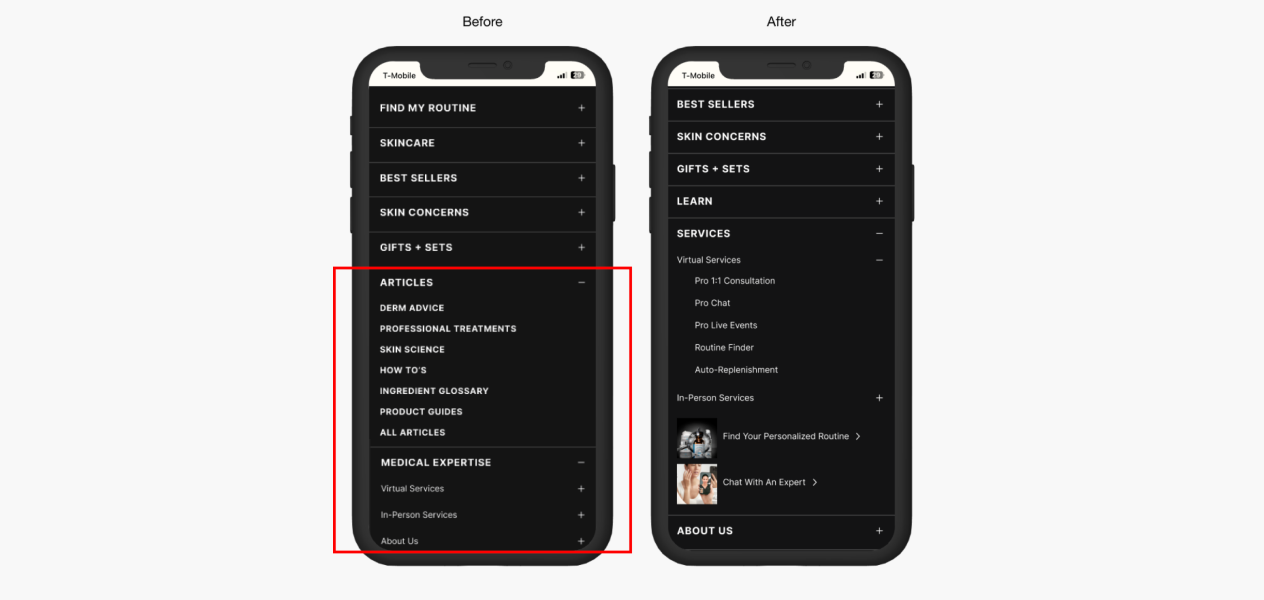 Before
T-Mobile
29
FIND MY ROUTINE +
SKINCARE +
BEST SELLERS +
SKIN CONCERNS +
GIFTS + SETS +
ARTICLES −
DERM ADVICE
PROFESSIONAL TREATMENTS
SKIN SCIENCE
HOW TO'S
INGREDIENT GLOSSARY
PRODUCT GUIDES
ALL ARTICLES
MEDICAL EXPERTISE −
Virtual Services +
In-Person Services +
About Us +
After
T-Mobile
29
BEST SELLERS +
SKIN CONCERNS +
GIFTS + SETS +
LEARN +
SERVICES −
Virtual Services −
Pro 1:1 Consultation
Pro Chat
Pro Live Events
Routine Finder
Auto-Replenishment
In-Person Services +
Find Your Personalized Routine >
Chat With An Expert >
ABOUT US +